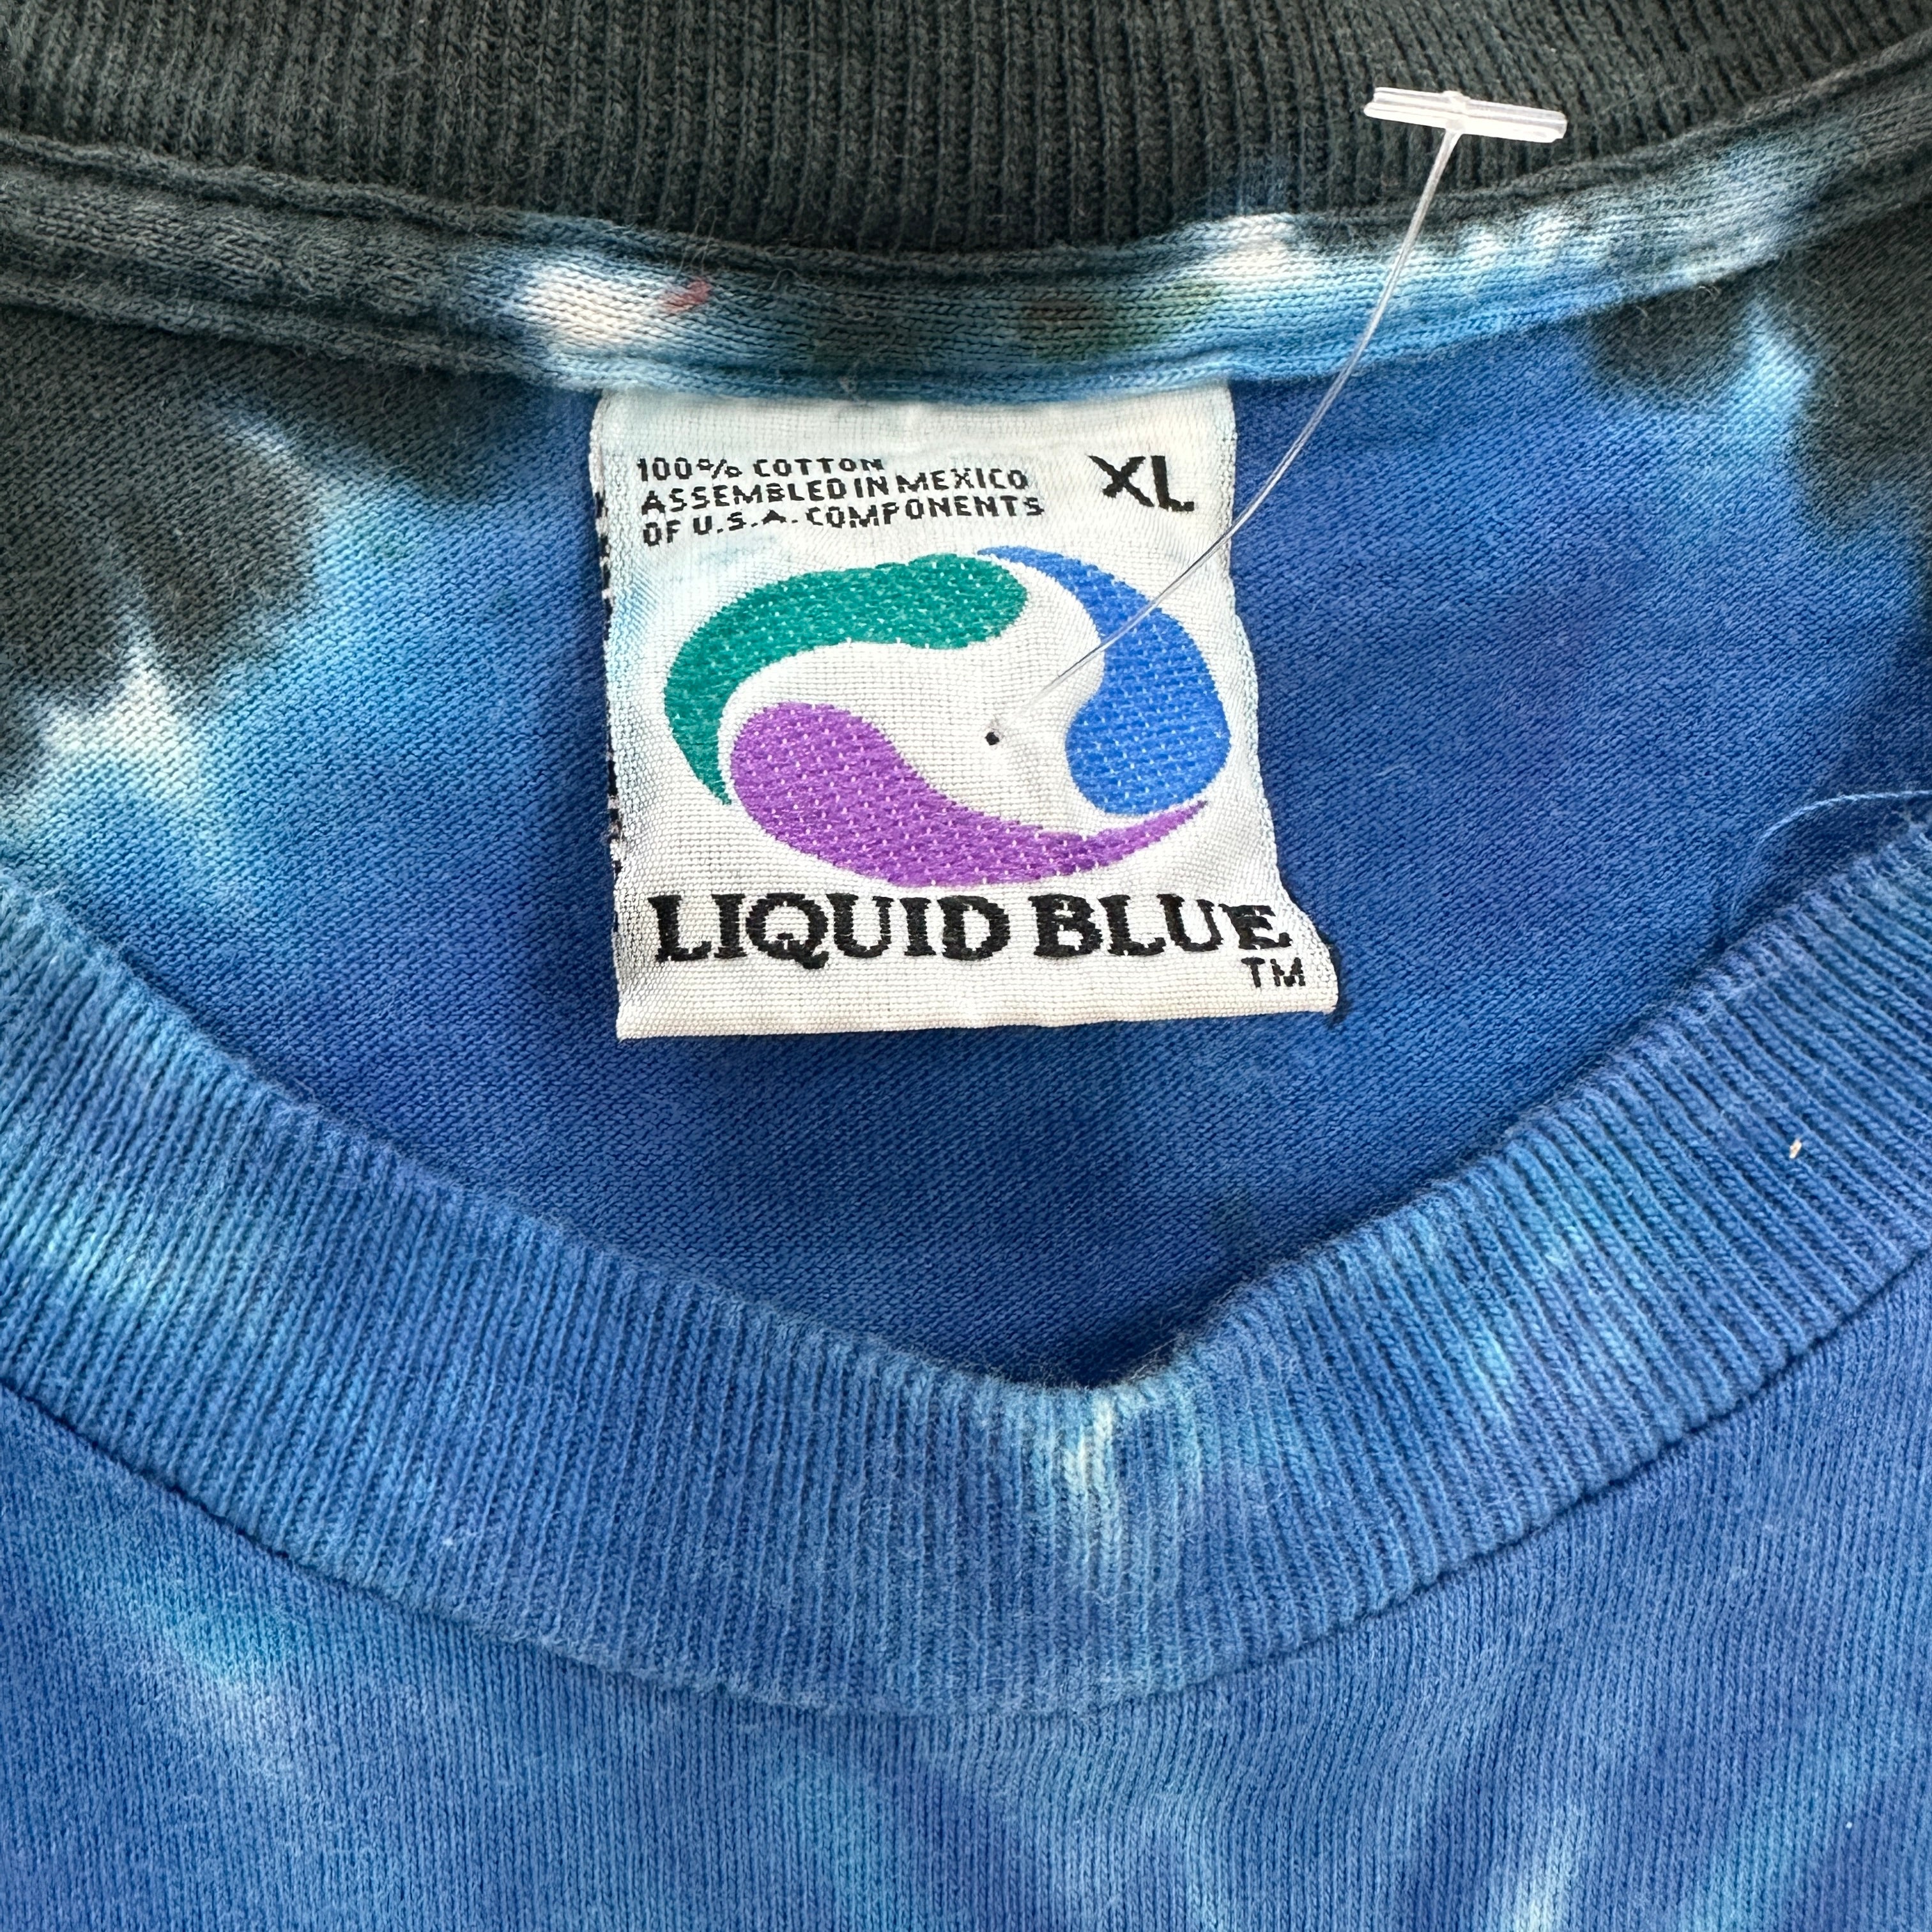 100% COTTON
ASSEMBLED IN MEXICO
OF U.S.A. COMPONENTS
XL
LIQUID BLUE
TM